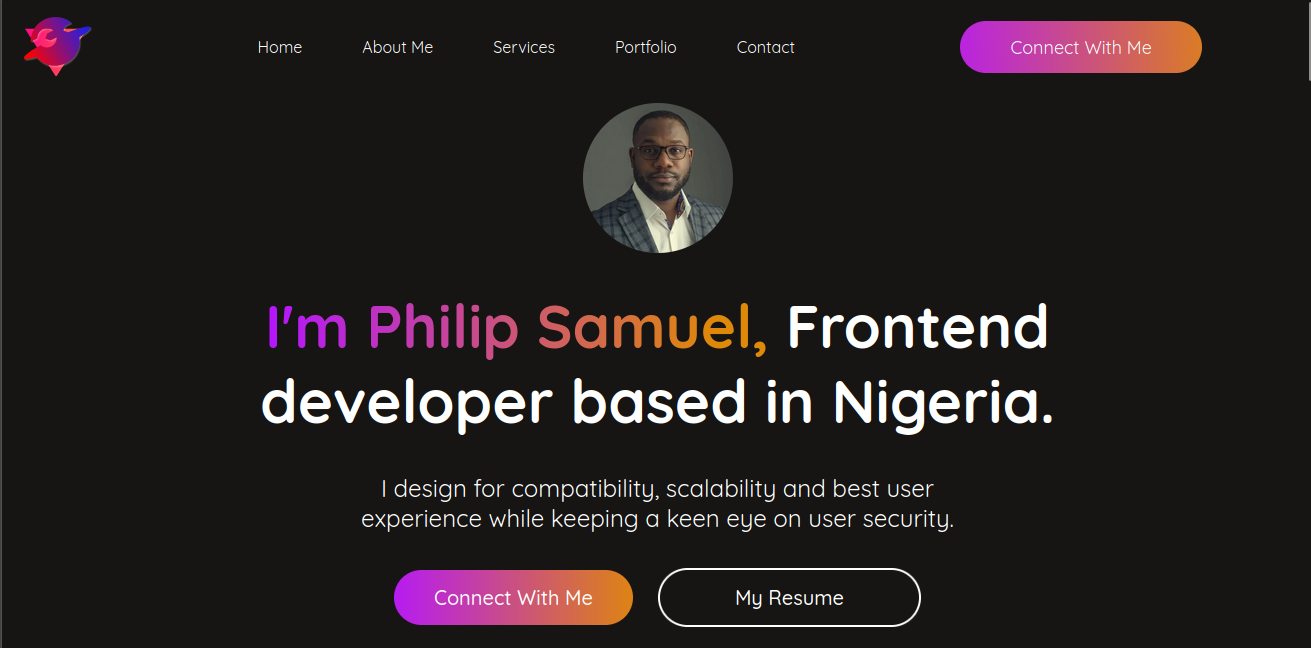 Home About Me Services Portfolio Contact Connect With Me
I'm Philip Samuel, Frontend
developer based in Nigeria.
I design for compatibility, scalability and best user
experience while keeping a keen eye on user security.
Connect With Me My Resume